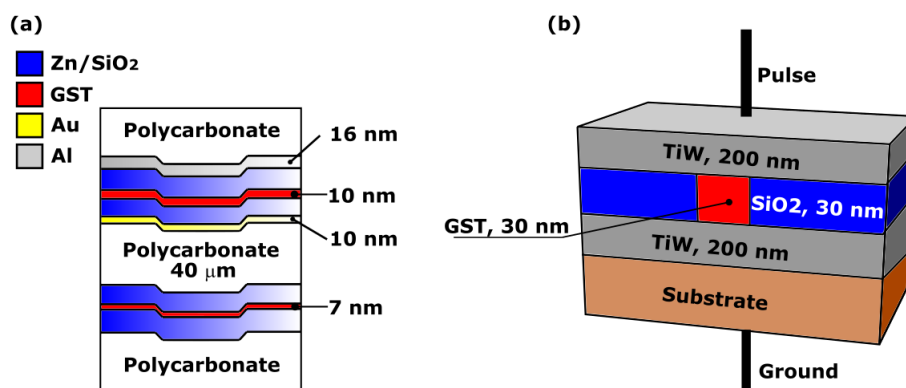 (a)
Zn/SiO2
GST
Au
Al
Polycarbonate
16 nm
10 nm
10 nm
Polycarbonate
40 μm
7 nm
Polycarbonate
(b)
Pulse
TiW, 200 nm
SiO2, 30 nm
GST, 30 nm
TiW, 200 nm
Substrate
Ground